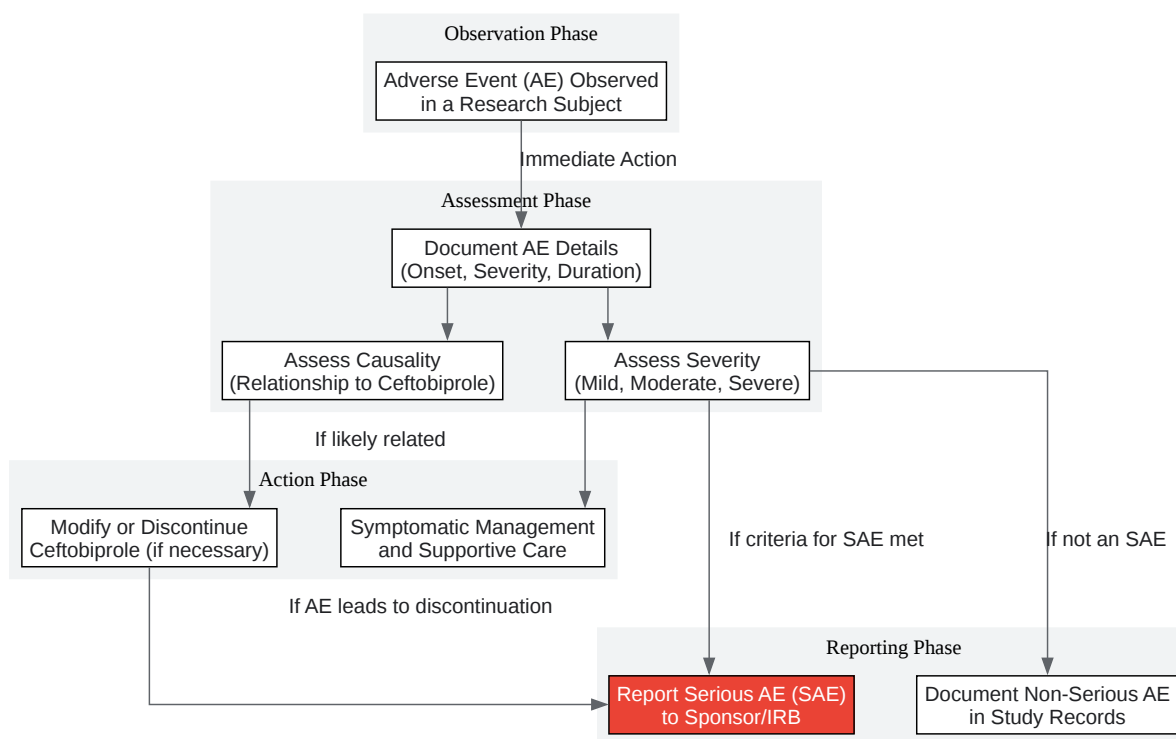 Observation Phase
Adverse Event (AE) Observed
in a Research Subject
Immediate Action
Assessment Phase
Document AE Details
(Onset, Severity, Duration)
Assess Causality
(Relationship to Ceftobiprole)
Assess Severity
(Mild, Moderate, Severe)
If likely related
Action Phase
Modify or Discontinue
Ceftobiprole (if necessary)
Symptomatic Management
and Supportive Care
If criteria for SAE met
If not an SAE
If AE leads to discontinuation
Reporting Phase
Report Serious AE (SAE)
to Sponsor/IRB
Document Non-Serious AE
in Study Records